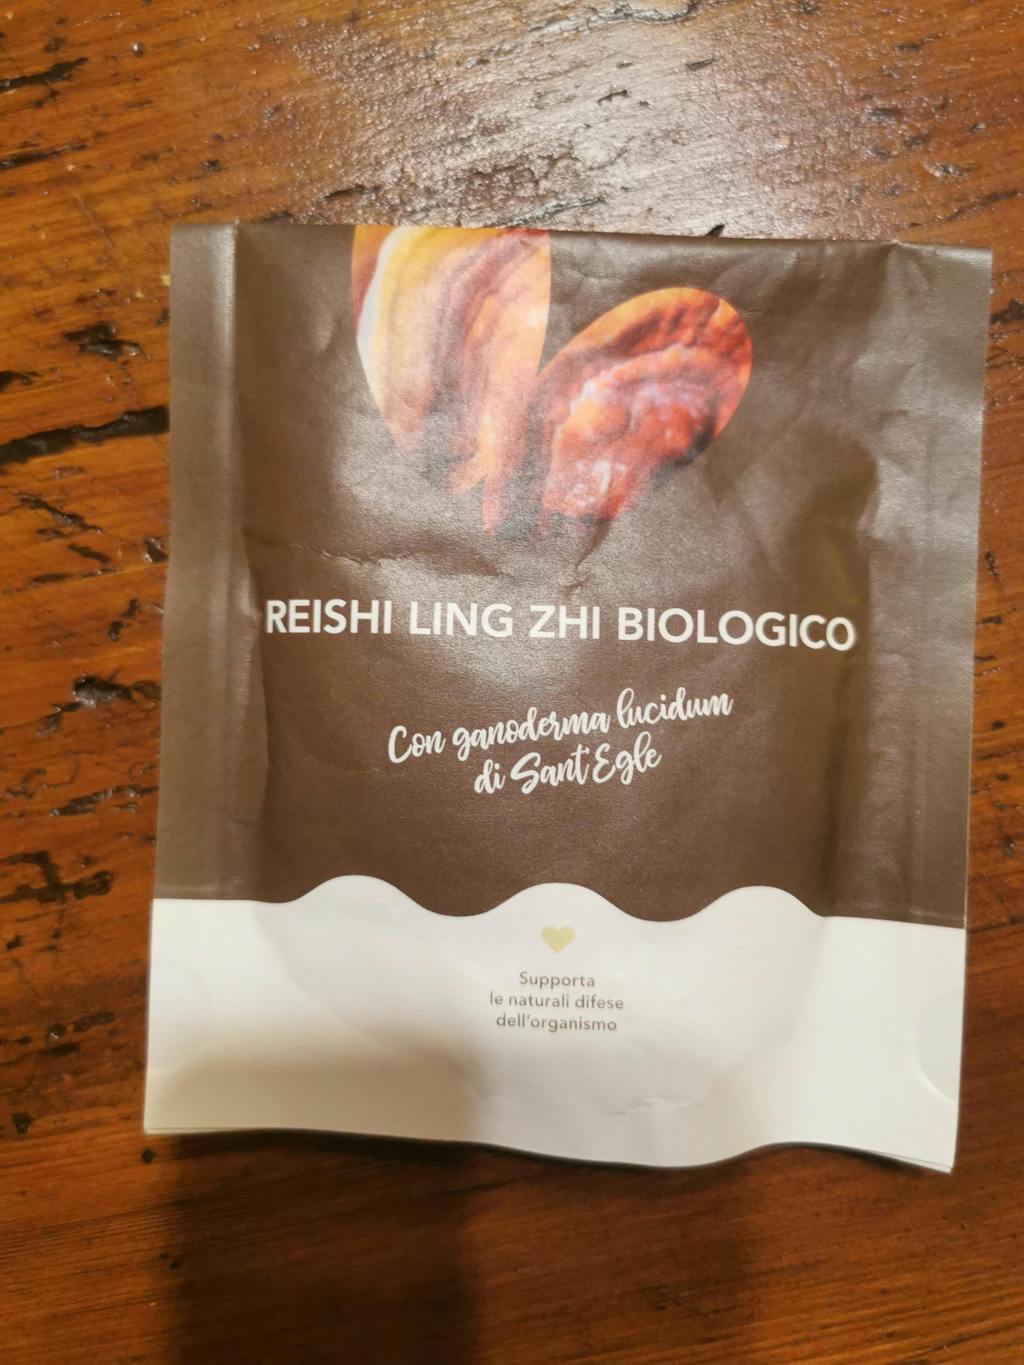 REISHI LING ZHI BIOLOGICO
Con ganoderma lucidum
di Sant'Egle
Supporta
le naturali difese
dell'organismo